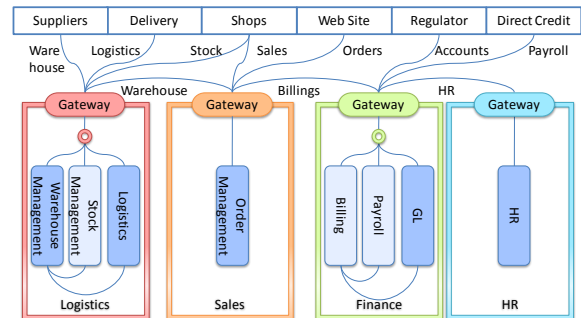 Suppliers Delivery Shops Web Site Regulator Direct Credit
Ware Logistics Stock Sales Orders Accounts Payroll
house
Warehouse Billings HR
Gateway Gateway Gateway Gateway
Warehouse
Management
Stock
Management
Logistics
Order
Management
Billing
Payroll
GL
HR
Logistics Sales Finance HR